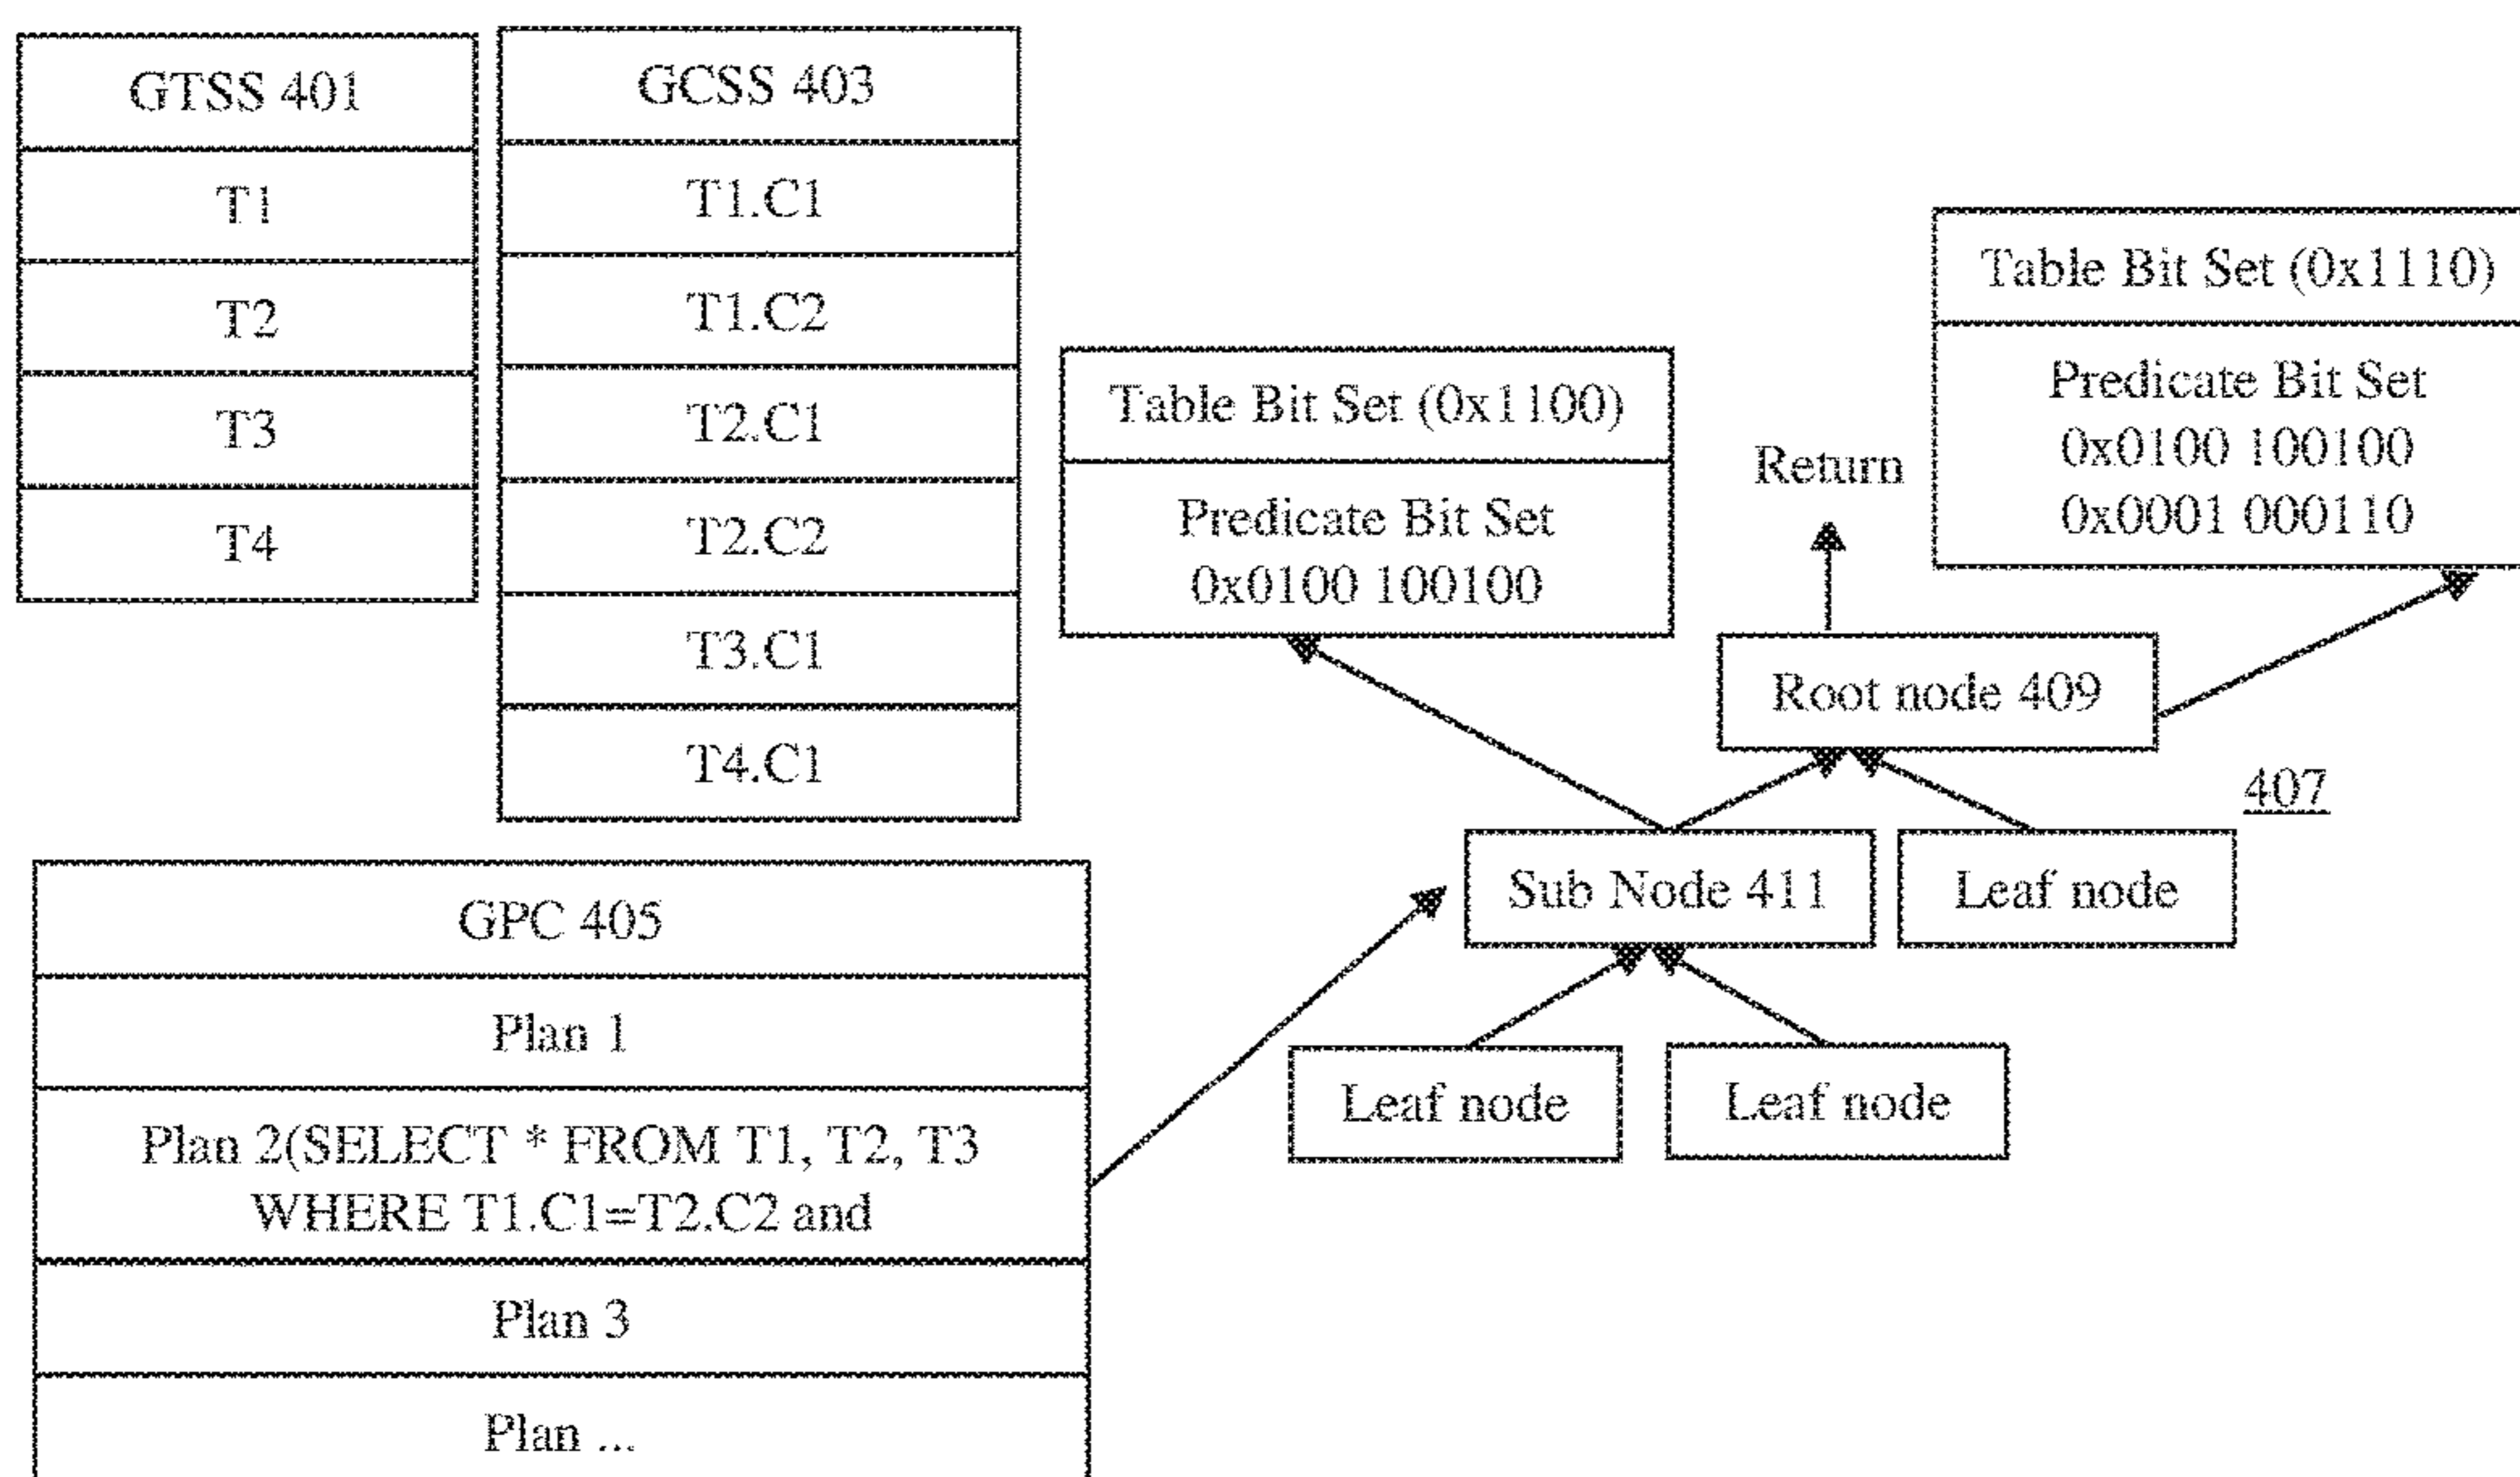 GTSS 401
T1
T2
T3
T4
GCSS 403
T1.C1
T1.C2
T2.C1
T2.C2
T3.C1
T4.C1
Table Bit Set (0x1100)
Predicate Bit Set
0x0100 100100
Return
Table Bit Set (0x1110)
Predicate Bit Set
0x0100 100100
0x0001 000110
Root node 409
407
Sub Node 411
Leaf node
Leaf node
Leaf node
GPC 405
Plan 1
Plan 2(SELECT * FROM T1, T2, T3
WHERE T1.C1=T2.C2 and
Plan 3
Plan ...